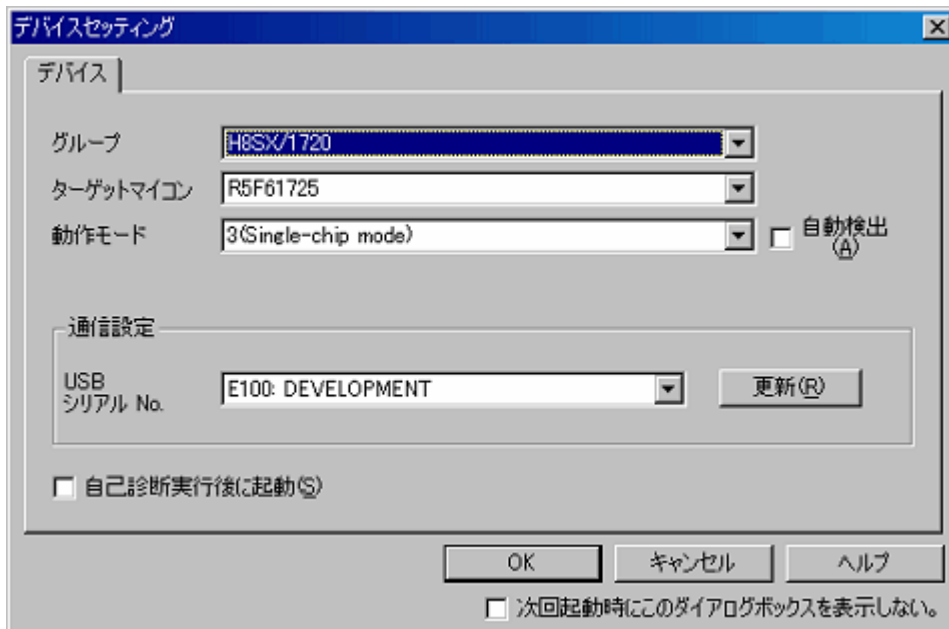 デバイスセッティング
デバイス
グループ H8SX/1720
ターゲットマイコン R5F61725
動作モード 3(Single-chip mode) 自動検出
(A)
通信設定
USB
シリアル No. E100: DEVELOPMENT 更新(R)
自己診断実行後に起動(S)
OK キャンセル ヘルプ
次回起動時にこのダイアログボックスを表示しない。